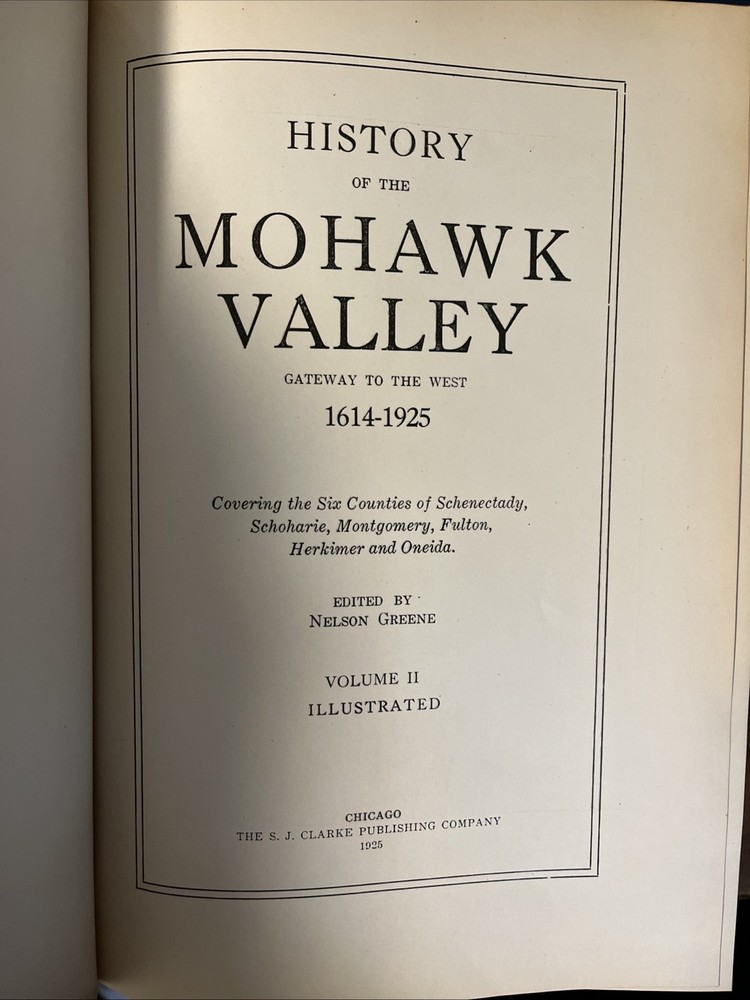 HISTORY
OF THE
MOHAWK
VALLEY
GATEWAY TO THE WEST
1614-1925
Covering the Six Counties of Schenectady,
Schoharie, Montgomery, Fulton,
Herkimer and Oneida.
EDITED BY
NELSON GREENE
VOLUME II
ILLUSTRATED
CHICAGO
THE S. J. CLARKE PUBLISHING COMPANY
1925